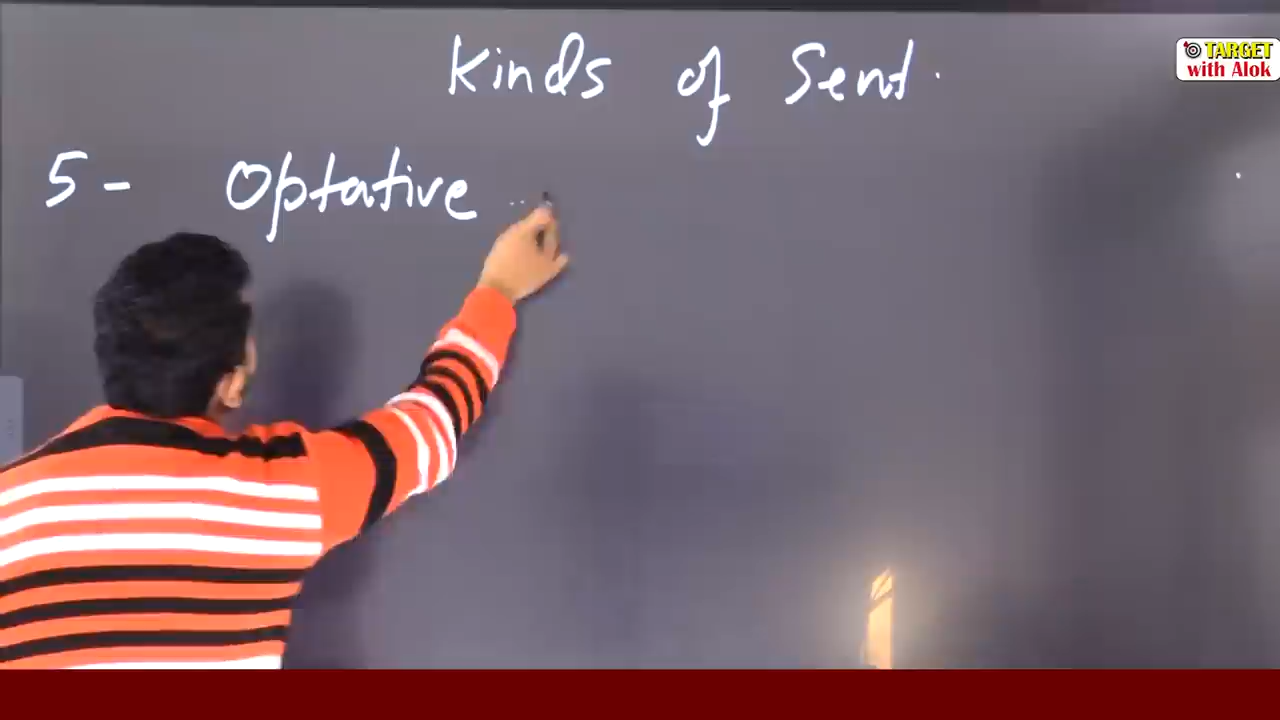 Kinds of Sent.
5- Optative
TARGET
with Alok